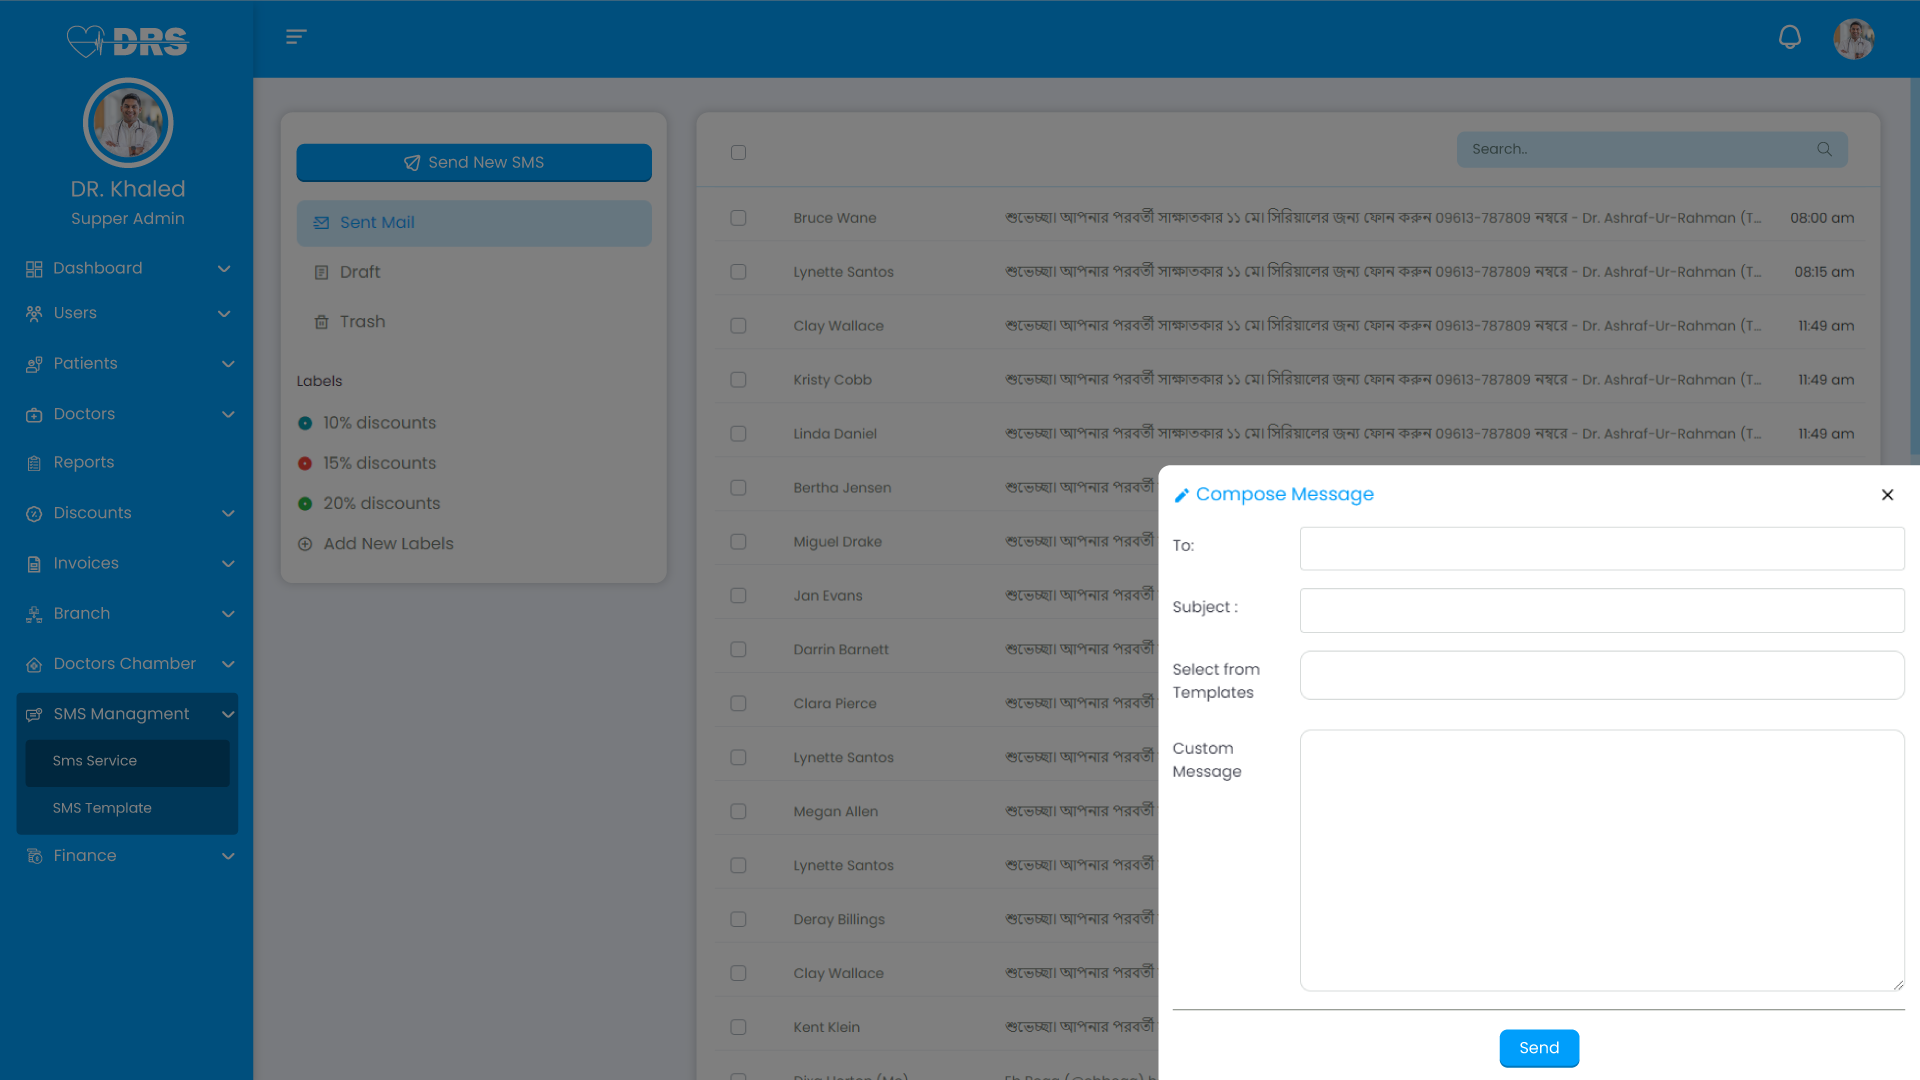 DRS
DR. Khaled
Supper Admin
Dashboard
Users
Patients
Doctors
Reports
Discounts
Invoices
Branch
Doctors Chamber
SMS Managment
Sms Service
SMS Template
Finance
Send New SMS
Sent Mail
Draft
Trash
Labels
10% discounts
15% discounts
20% discounts
Add New Labels
Search..
Bruce Wane শুভেচ্ছা। আপনার পরবর্তী সাক্ষাতকার ১১ মে। সিরিয়ালের জন্য ফোন করুন 09613-787809 নম্বরে - Dr. Ashraf-Ur-Rahman (T... 08:00 am
Lynette Santos শুভেচ্ছা। আপনার পরবর্তী সাক্ষাতকার ১১ মে। সিরিয়ালের জন্য ফোন করুন 09613-787809 নম্বরে - Dr. Ashraf-Ur-Rahman (T... 08:15 am
Clay Wallace শুভেচ্ছা। আপনার পরবর্তী সাক্ষাতকার ১১ মে। সিরিয়ালের জন্য ফোন করুন 09613-787809 নম্বরে - Dr. Ashraf-Ur-Rahman (T... 11:49 am
Kristy Cobb শুভেচ্ছা। আপনার পরবর্তী সাক্ষাতকার ১১ মে। সিরিয়ালের জন্য ফোন করুন 09613-787809 নম্বরে - Dr. Ashraf-Ur-Rahman (T... 11:49 am
Linda Daniel শুভেচ্ছা। আপনার পরবর্তী সাক্ষাতকার ১১ মে। সিরিয়ালের জন্য ফোন করুন 09613-787809 নম্বরে - Dr. Ashraf-Ur-Rahman (T... 11:49 am
Bertha Jensen শুভেচ্ছা। আপনার পরবর্তী
Miguel Drake শুভেচ্ছা। আপনার পরবর্তী
Jan Evans শুভেচ্ছা। আপনার পরবর্তী
Darrin Barnett শুভেচ্ছা। আপনার পরবর্তী
Clara Pierce শুভেচ্ছা। আপনার পরবর্তী
Lynette Santos শুভেচ্ছা। আপনার পরবর্তী
Megan Allen শুভেচ্ছা। আপনার পরবর্তী
Lynette Santos শুভেচ্ছা। আপনার পরবর্তী
Deray Billings শুভেচ্ছা। আপনার পরবর্তী
Clay Wallace শুভেচ্ছা। আপনার পরবর্তী
Kent Klein শুভেচ্ছা। আপনার পরবর্তী
Compose Message
To:
Subject :
Select from
Templates
Custom
Message
Send